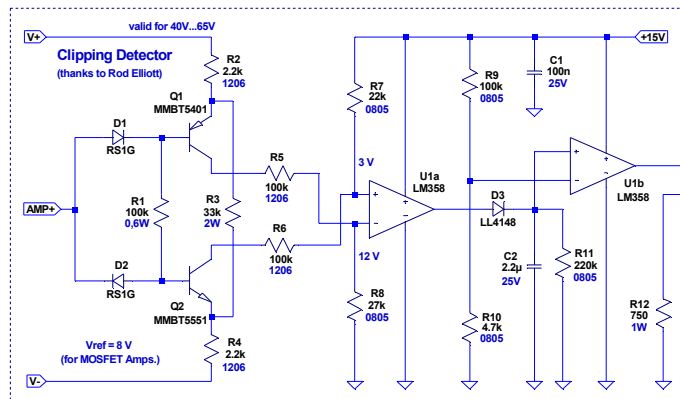 valid for 40V...65V
V+
+15V
Clipping Detector
(thanks to Rod Elliott)
R2
2.2k
1206
C1
100n
25V
R7
22k
0805
R9
100k
0805
Q1
MMBT5401
D1
RS1G
U1b
LM358
R5
100k
1206
3 V
U1a
LM358
R1
100k
0,6W
R3
33k
2W
AMP+
D3
LL4148
R6
100k
1206
12 V
C2
2.2µ
25V
R11
220k
0805
D2
RS1G
Q2
MMBT5551
R8
27k
0805
R12
750
1W
R10
4.7k
0805
R4
2.2k
1206
Vref = 8 V
(for MOSFET Amps.)
V-